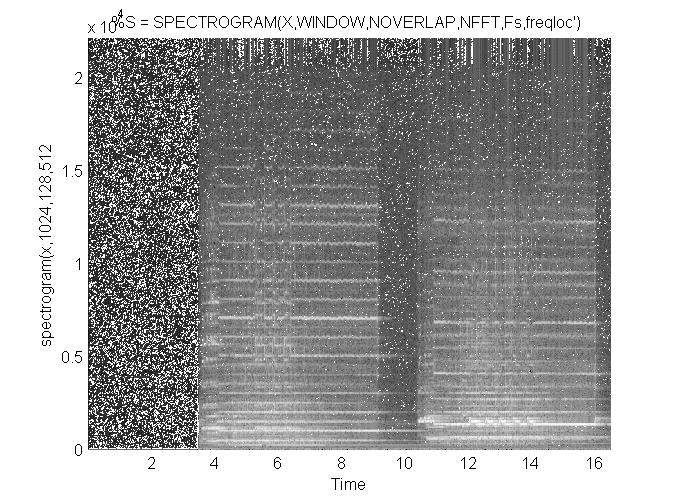 x 10^4
%S = SPECTROGRAM(X,WINDOW,NOVERLAP,NFFT,Fs,freqloc')
2
1.5
1
0.5
0
spectrogram(x,1024,128,512
2 4 6 8 10 12 14 16
Time